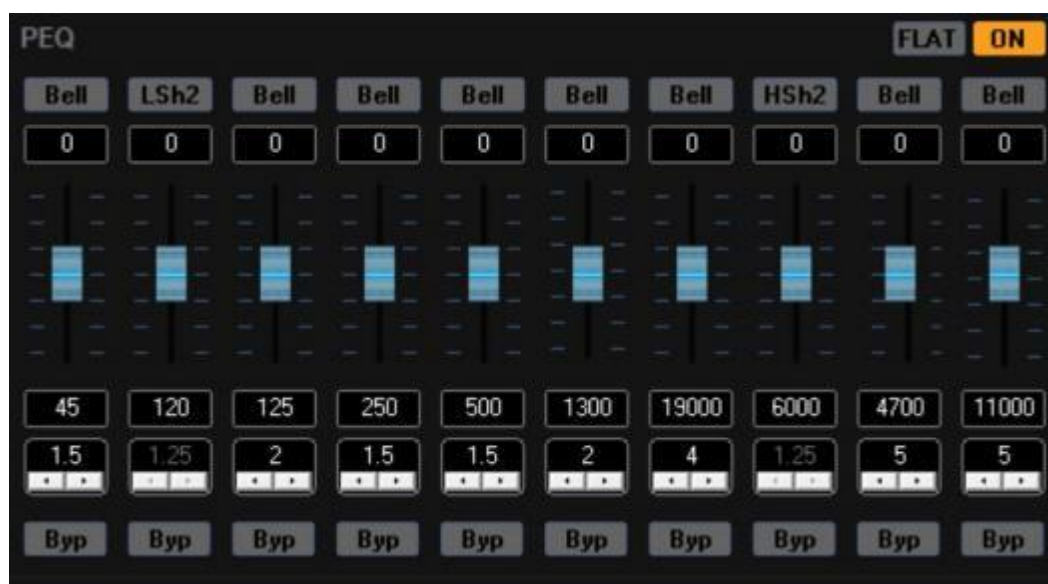 PEQ FLAT ON
Bell LSh2 Bell Bell Bell Bell Bell HSh2 Bell Bell
0 0 0 0 0 0 0 0 0 0
45 120 125 250 500 1300 19000 6000 4700 11000
1.5 1.25 2 1.5 1.5 2 4 1.25 5 5
Byp Byp Byp Byp Byp Byp Byp Byp Byp Byp